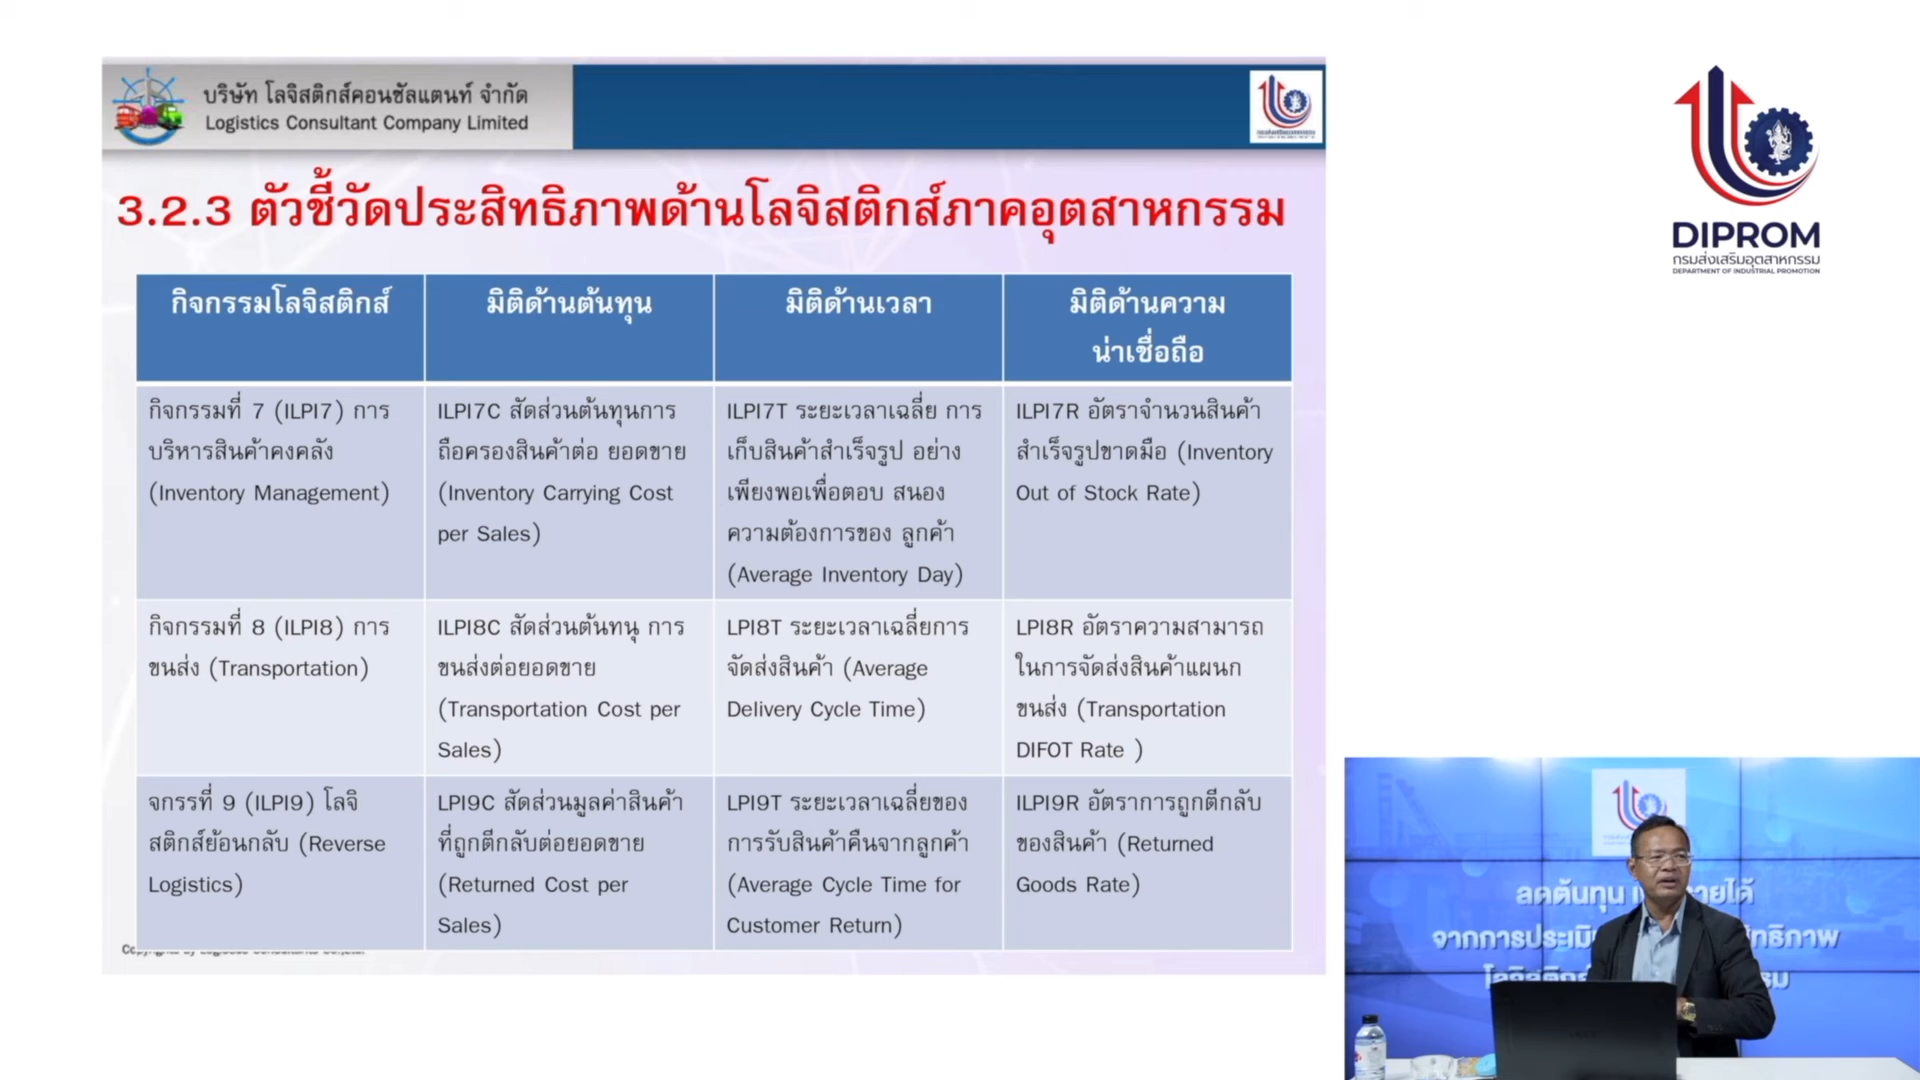 บริษัท โลจิสติกส์คอนซัลแตนท์ จำกัด
Logistics Consultant Company Limited
3.2.3 ตัวชี้วัดประสิทธิภาพด้านโลจิสติกส์ภาคอุตสาหกรรม
กิจกรรมโลจิสติกส์
มิติด้านต้นทุน
มิติด้านเวลา
มิติด้านความ
น่าเชื่อถือ
กิจกรรมที่ 7 (ILPI7) การ
บริหารสินค้าคงคลัง
(Inventory Management)
ILPI7C สัดส่วนต้นทุนการ
ถือครองสินค้าต่อ ยอดขาย
(Inventory Carrying Cost
per Sales)
ILPI7T ระยะเวลาเฉลี่ย การ
เก็บสินค้าสำเร็จรูป อย่าง
เพียงพอเพื่อตอบ สนอง
ความต้องการของ ลูกค้า
(Average Inventory Day)
ILPI7R อัตราจำนวนสินค้า
สำเร็จรูปขาดมือ (Inventory
Out of Stock Rate)
กิจกรรมที่ 8 (ILPI8) การ
ขนส่ง (Transportation)
ILPI8C สัดส่วนต้นทนุ การ
ขนส่งต่อยอดขาย
(Transportation Cost per
Sales)
LPI8T ระยะเวลาเฉลี่ยการ
จัดส่งสินค้า (Average
Delivery Cycle Time)
LPI8R อัตราความสามารถ
ในการจัดส่งสินค้าแผนก
ขนส่ง (Transportation
DIFOT Rate )
จกรรที่ 9 (ILPI9) โลจิ
สติกส์ย้อนกลับ (Reverse
Logistics)
LPI9C สัดส่วนมูลค่าสินค้า
ที่ถูกตีกลับต่อยอดขาย
(Returned Cost per
Sales)
LPI9T ระยะเวลาเฉลี่ยของ
การรับสินค้าคืนจากลูกค้า
(Average Cycle Time for
Customer Return)
ILPI9R อัตราการถูกตีกลับ
ของสินค้า (Returned
Goods Rate)
DIPROM
กรมส่งเสริมอุตสาหกรรม
DEPARTMENT OF INDUSTRIAL PROMOTION
ลดต้นทุน